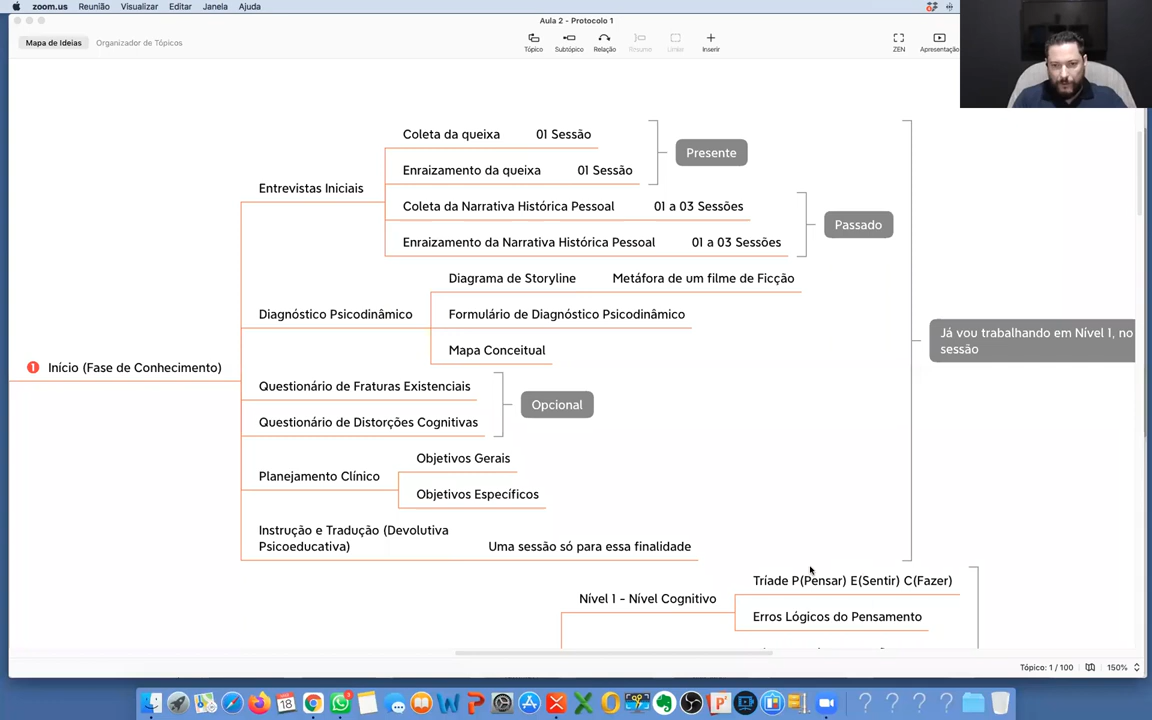 zoom.us Reunião Visualizar Editar Janela Ajuda
Aula 2 - Protocolo 1
Mapa de Ideias Organizador de Tópicos
Tópico Subtópico Relação Resumo Limite Inserir ZEN Apresentação
Coleta da queixa 01 Sessão
Presente
Enraizamento da queixa 01 Sessão
Entrevistas Iniciais
Coleta da Narrativa Histórica Pessoal 01 a 03 Sessões
Passado
Enraizamento da Narrativa Histórica Pessoal 01 a 03 Sessões
Diagrama de Storyline Metáfora de um filme de Ficção
Diagnóstico Psicodinâmico Formulário de Diagnóstico Psicodinâmico
Já vou trabalhando em Nível 1, no
sessão
Mapa Conceitual
1 Início (Fase de Conhecimento)
Questionário de Fraturas Existenciais
Opcional
Questionário de Distorções Cognitivas
Objetivos Gerais
Planejamento Clínico
Objetivos Específicos
Instrução e Tradução (Devolutiva
Psicoeducativa) Uma sessão só para essa finalidade
Tríade P(Pensar) E(Sentir) C(Fazer)
Nível 1 - Nível Cognitivo
Erros Lógicos do Pensamento
Tópico: 1 / 100 150%
18